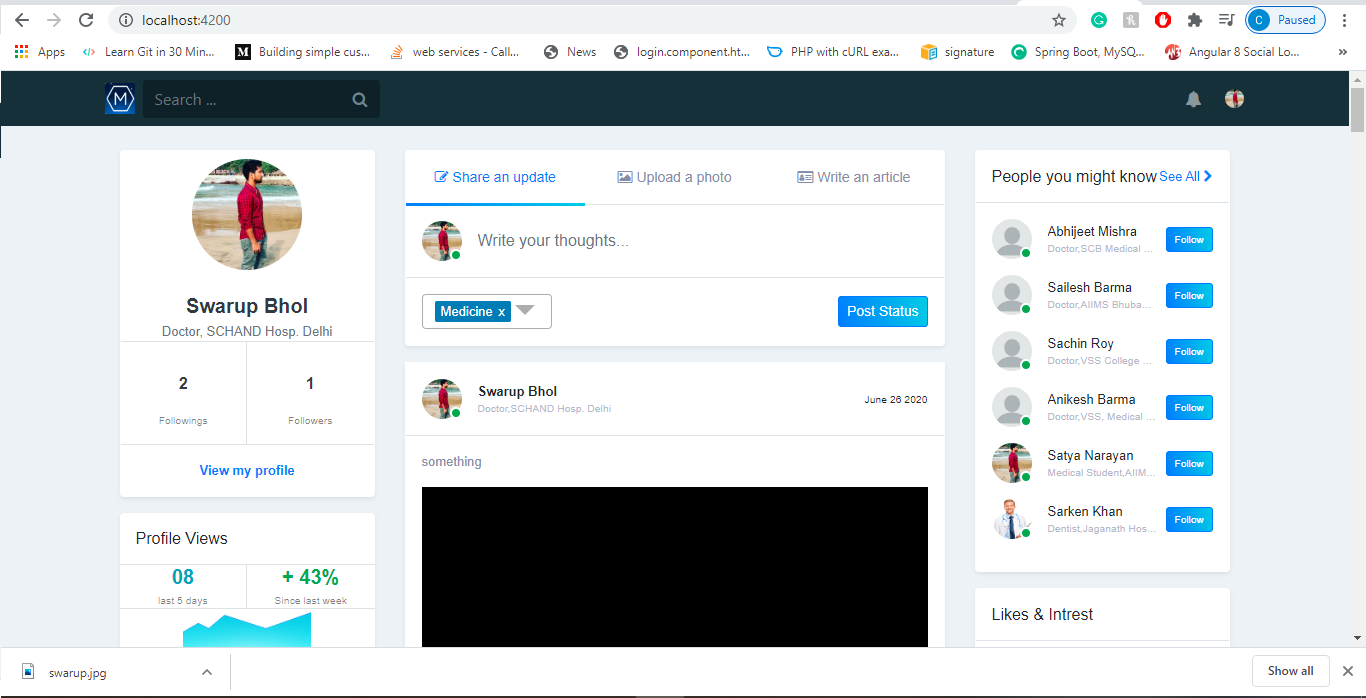 localhost:4200
C Paused
Apps
Learn Git in 30 Min...
M Building simple cus...
web services - Call...
News
login.component.ht...
PHP with cURL exa...
signature
Spring Boot, MySQ...
Angular 8 Social Lo...
»
M
Search ...
Swarup Bhol
Doctor, SCHAND Hosp. Delhi
2
Followings
1
Followers
View my profile
Profile Views
08
last 5 days
+ 43%
Since last week
Share an update
Upload a photo
Write an article
Write your thoughts...
Medicine x
Post Status
Swarup Bhol
Doctor,SCHAND Hosp. Delhi
June 26 2020
something
People you might know See All
Abhijeet Mishra
Doctor,SCB Medical ...
Follow
Sailesh Barma
Doctor,AIIMS Bhuba...
Follow
Sachin Roy
Doctor,VSS College ...
Follow
Anikesh Barma
Doctor,VSS, Medical ...
Follow
Satya Narayan
Medical Student,AIIM...
Follow
Sarken Khan
Dentist,Jaganath Hos...
Follow
Likes & Intrest
swarup.jpg
Show all